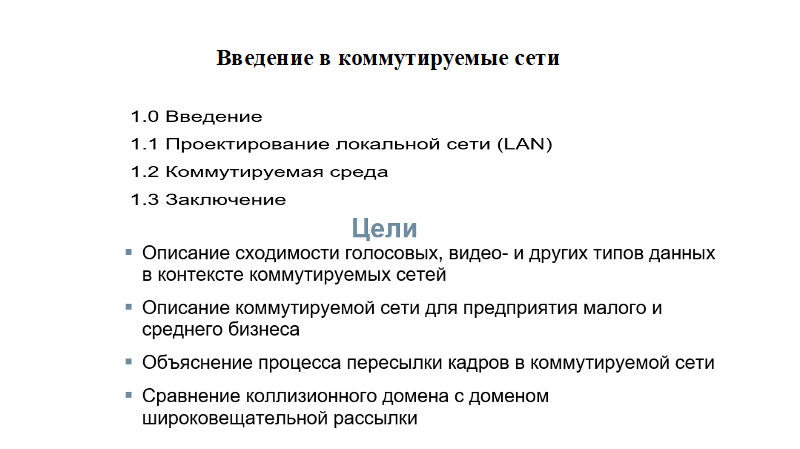 Введение в коммутируемые сети
1.0 Введение
1.1 Проектирование локальной сети (LAN)
1.2 Коммутируемая среда
1.3 Заключение
Цели
▪ Описание сходимости голосовых, видео- и других типов данных
в контексте коммутируемых сетей
▪ Описание коммутируемой сети для предприятия малого и
среднего бизнеса
▪ Объяснение процесса пересылки кадров в коммутируемой сети
▪ Сравнение коллизионного домена с доменом
широковещательной рассылки